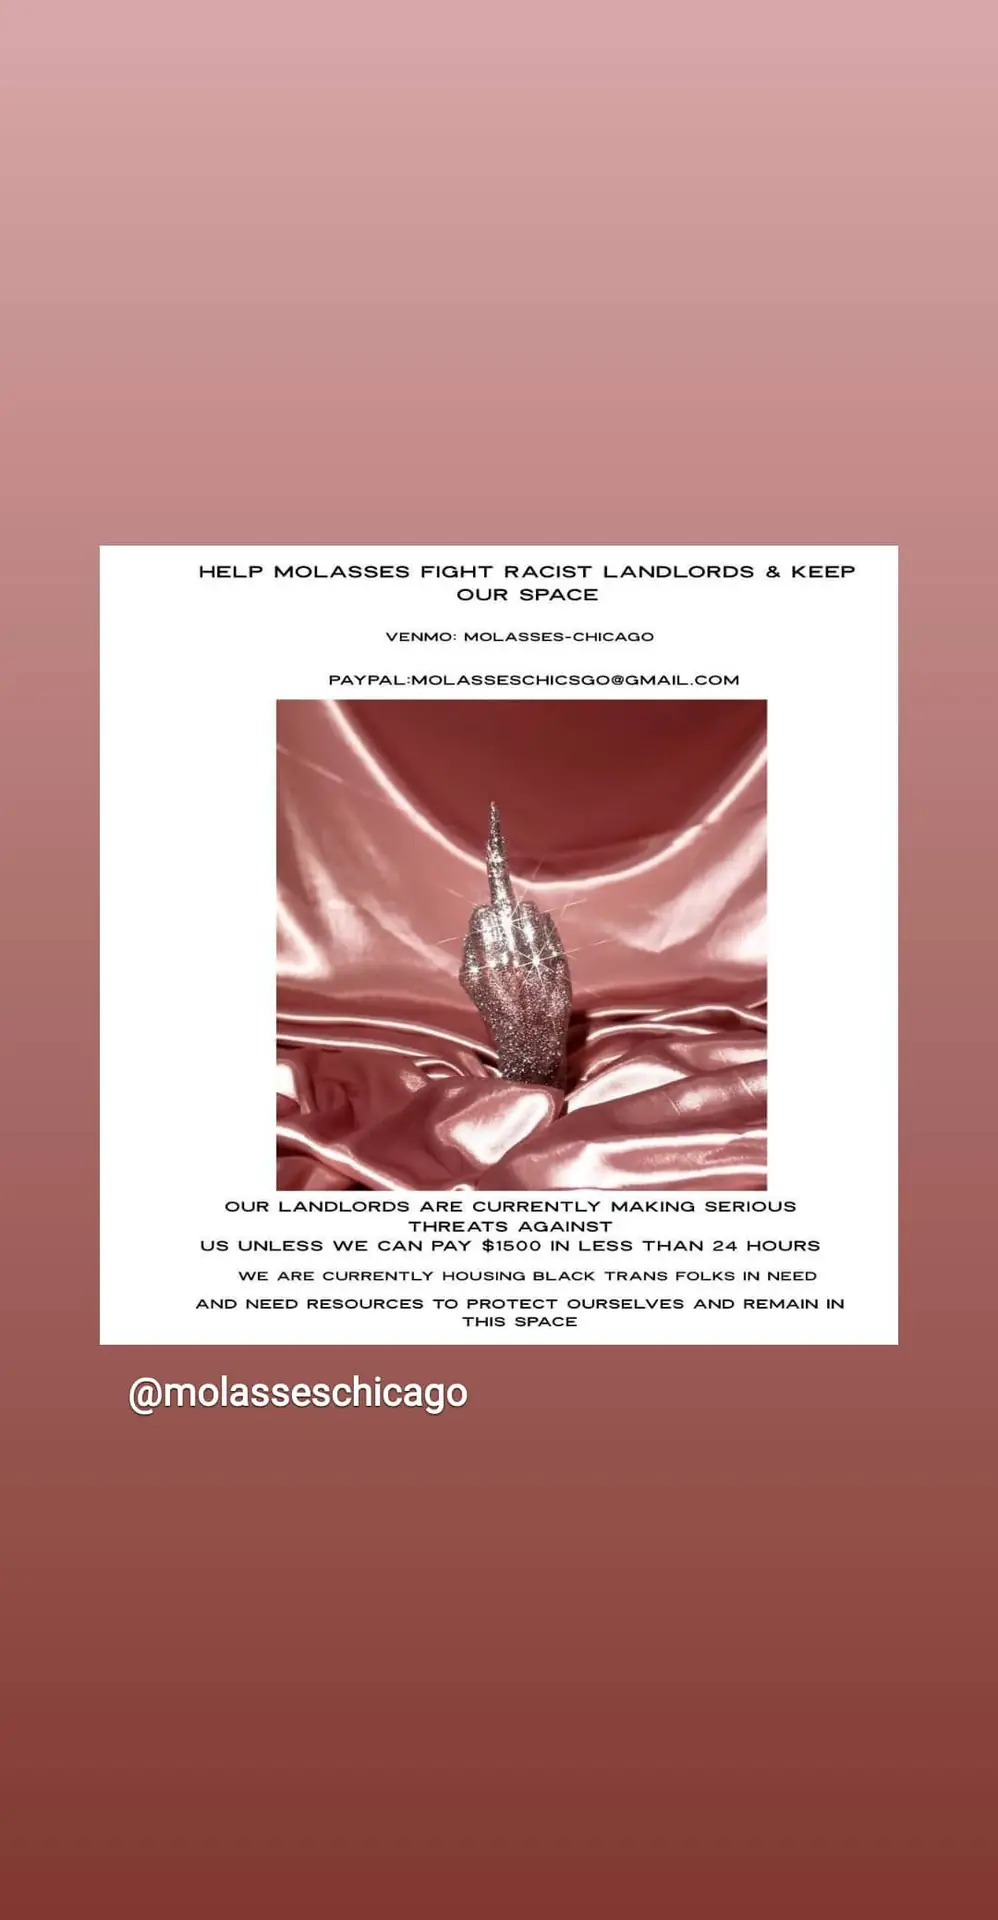 HELP MOLASSES FIGHT RACIST LANDLORDS & KEEP
OUR SPACE
VENMO: MOLASSES-CHICAGO
PAYPAL:MOLASSESCHICSGO@GMAIL.COM
OUR LANDLORDS ARE CURRENTLY MAKING SERIOUS
THREATS AGAINST
US UNLESS WE CAN PAY $1500 IN LESS THAN 24 HOURS
WE ARE CURRENTLY HOUSING BLACK TRANS FOLKS IN NEED
AND NEED RESOURCES TO PROTECT OURSELVES AND REMAIN IN
THIS SPACE
@molasseschicago